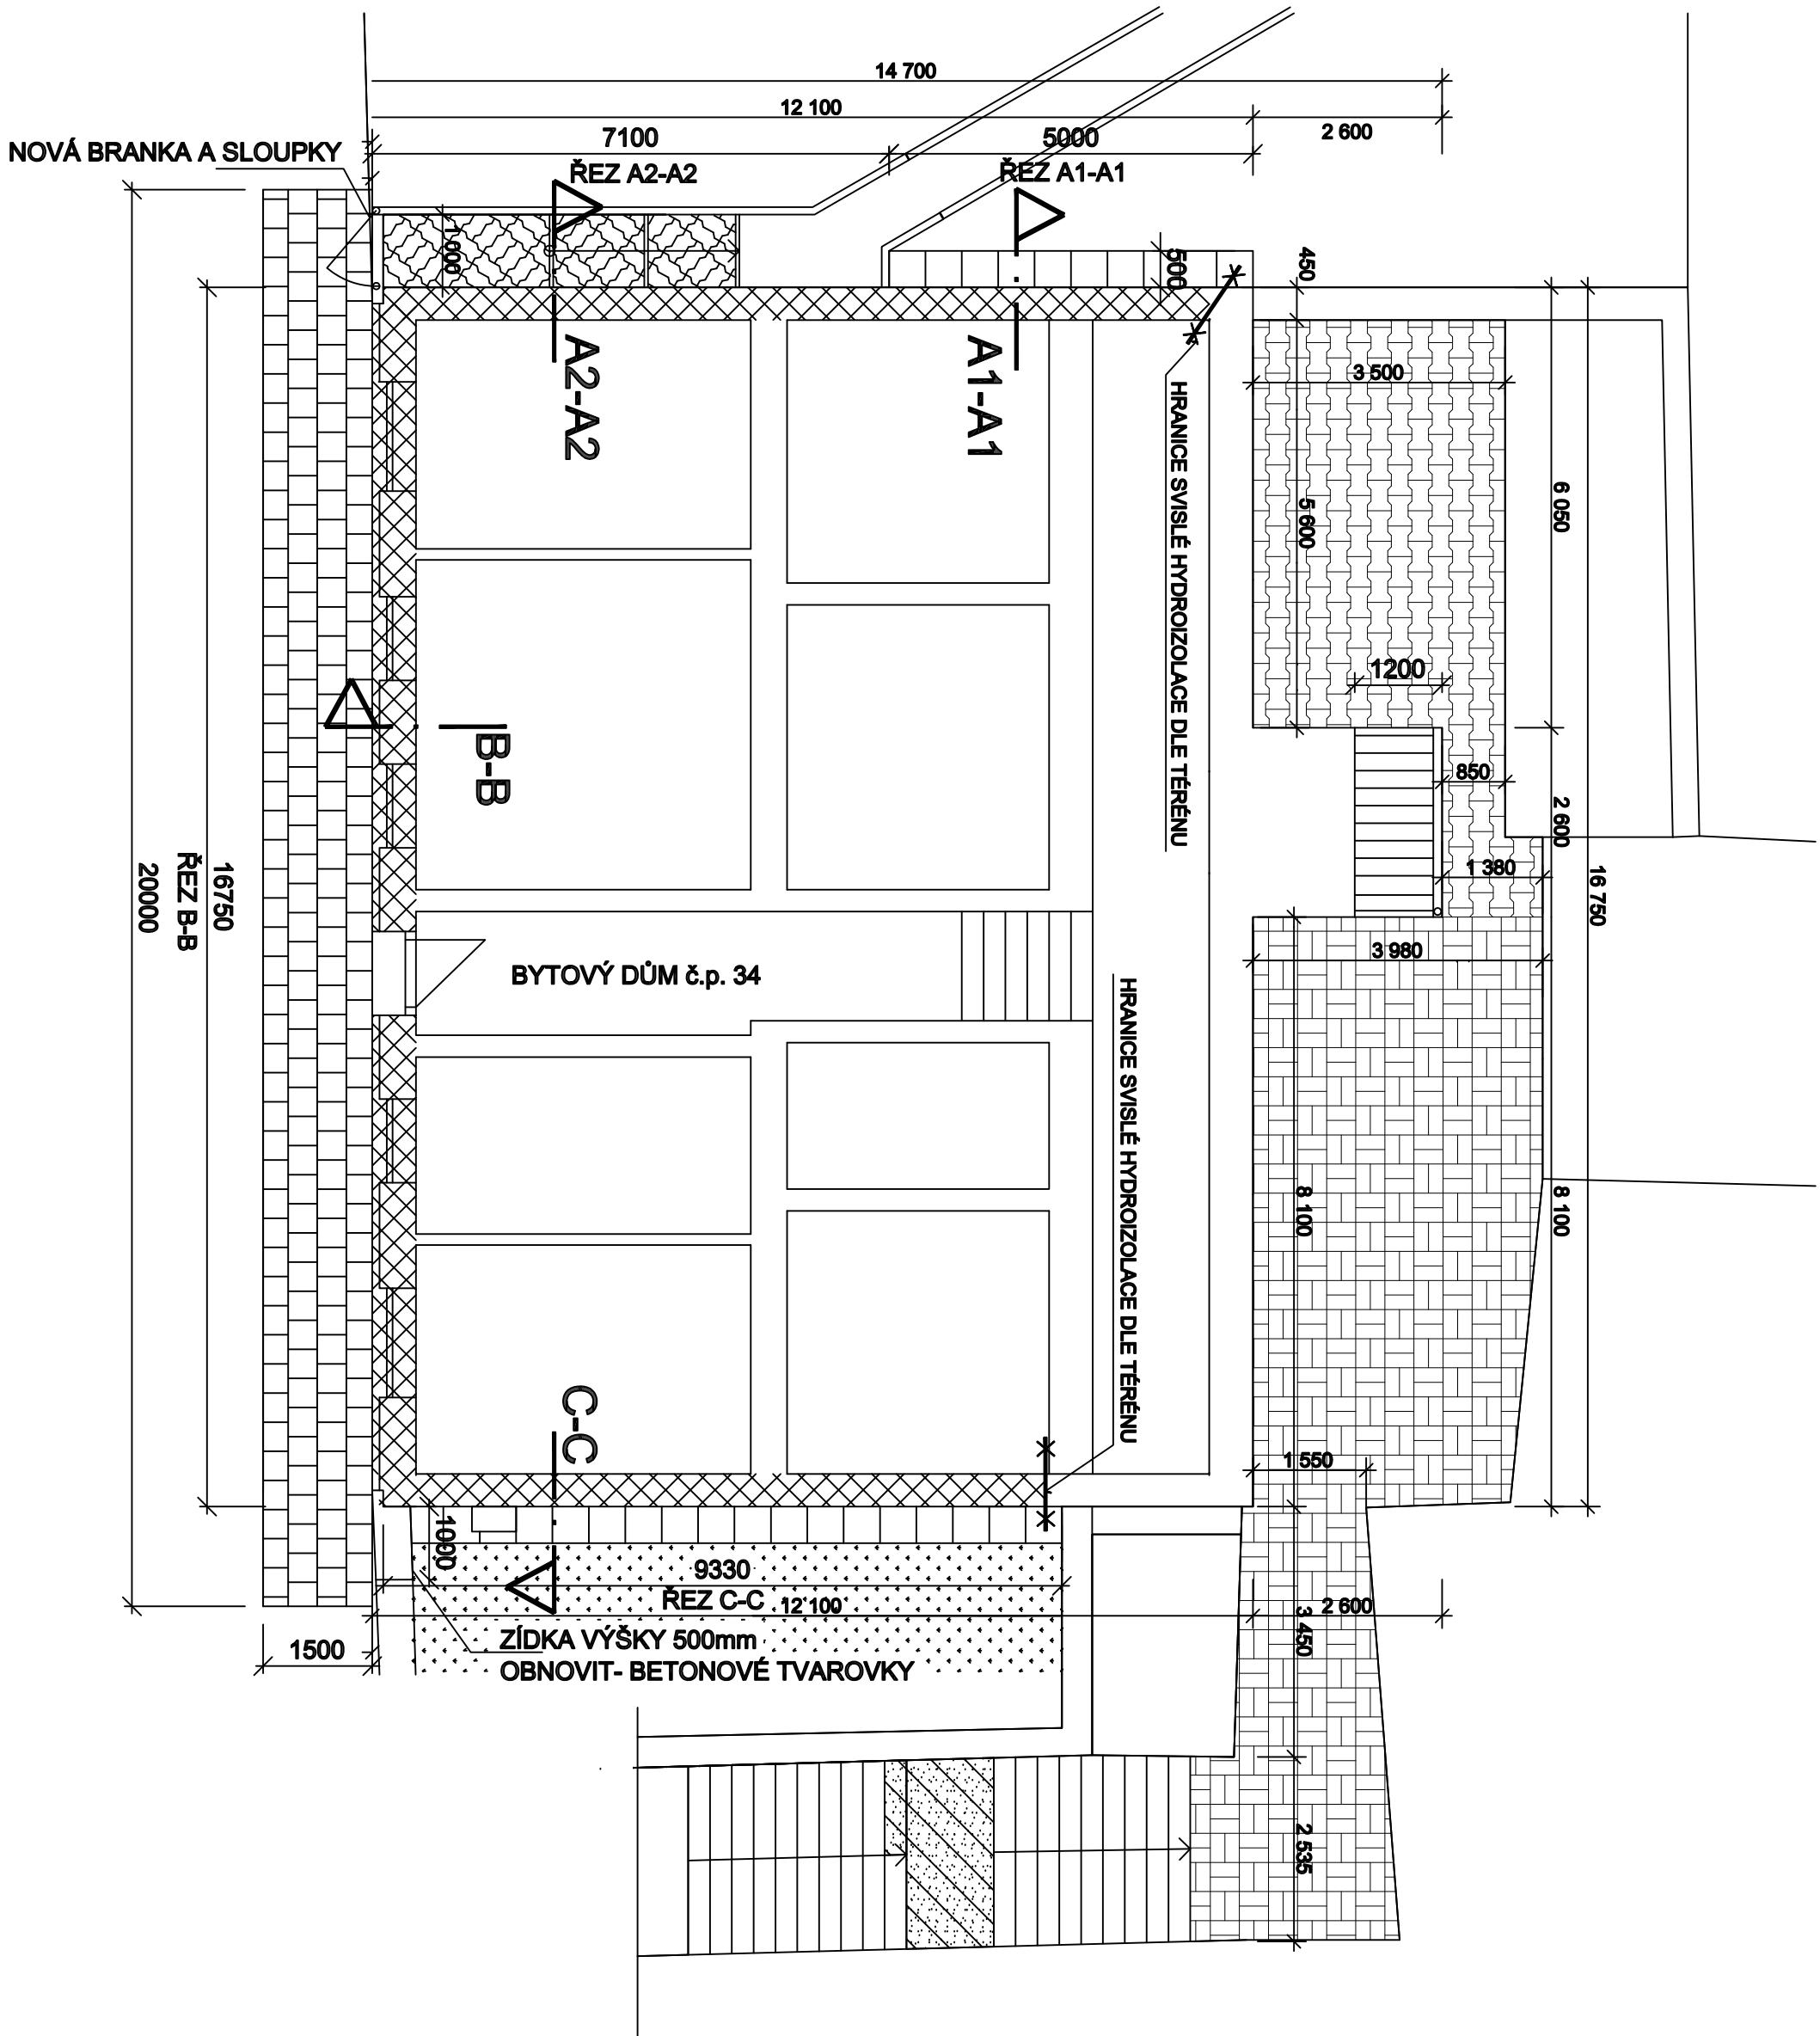 14 700
12 100
2 600
7100
5000
NOVÁ BRANKA A SLOUPKY
ŘEZ A2-A2
ŘEZ A1-A1
1 000
500
450
A2-A2
A1-A1
HRANICE SVISLÉ HYDROIZOLACE DLE TÉRÉNU
3 500
5 600
6 050
1200
B-B
850
2 600
1 380
16 750
3 980
16750
ŘEZ B-B
20000
BYTOVÝ DŮM č.p. 34
HRANICE SVISLÉ HYDROIZOLACE DLE TÉRÉNU
8 100
8 100
C-C
1 550
1000
9330
ŘEZ C-C
12 100
2 600
3 450
1500
ZÍDKA VÝŠKY 500mm
OBNOVIT- BETONOVÉ TVAROVKY
2 535